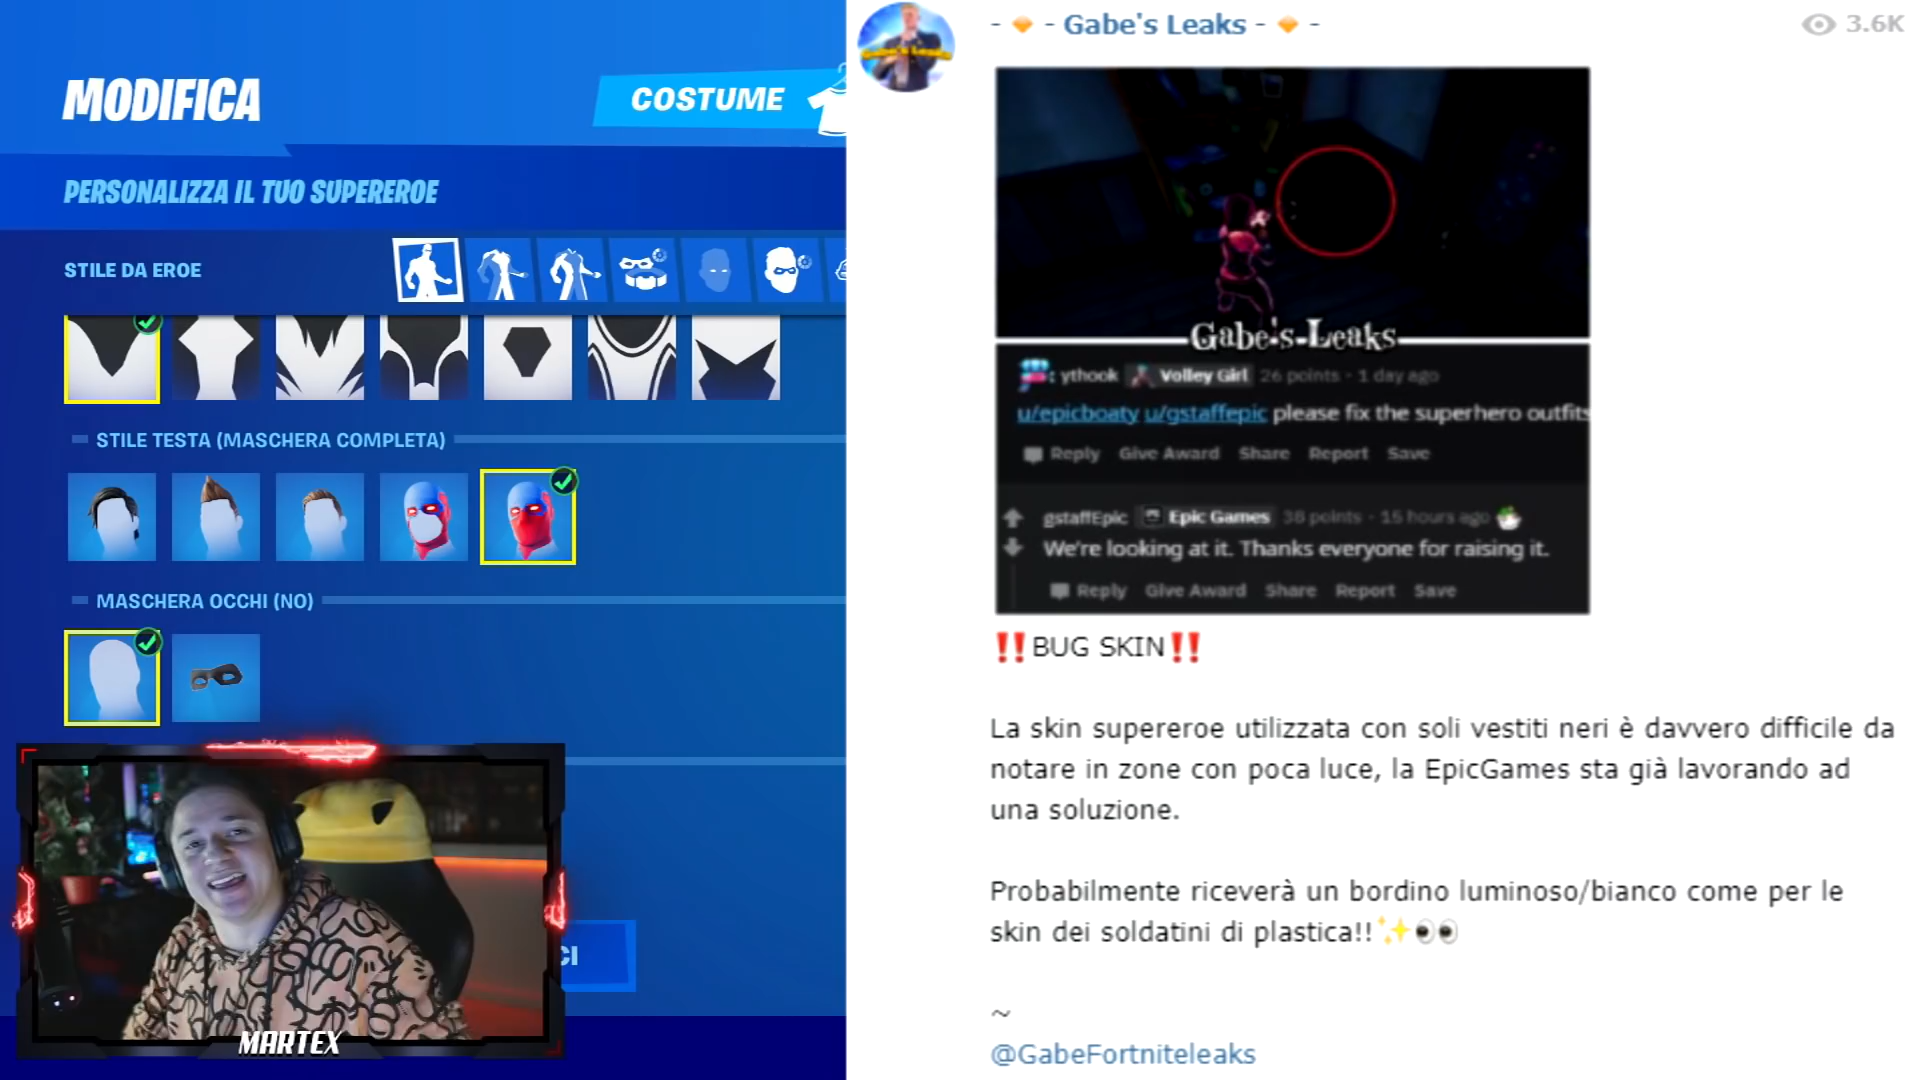 MODIFICA
COSTUME
PERSONALIZZA IL TUO SUPEREROE
STILE DA EROE
STILE TESTA (MASCHERA COMPLETA)
MASCHERA OCCHI (NO)
CI
MARTEX
- 🔸 - Gabe's Leaks - 🔸 -
3.6K
Gabe's Leaks
Gabe's Leaks
ythook Volley Girl 26 points · 1 day ago
u/epicboaty u/gstaffepic please fix the superhero outfits
Reply Give Award Share Report Save
gstaffEpic Epic Games 38 points · 15 hours ago
We're looking at it. Thanks everyone for raising it.
Reply Give Award Share Report Save
‼️BUG SKIN‼️
La skin supereroe utilizzata con soli vestiti neri è davvero difficile da
notare in zone con poca luce, la EpicGames sta già lavorando ad
una soluzione.
Probabilmente riceverà un bordino luminoso/bianco come per le
skin dei soldatini di plastica!!✨👀
~
@GabeFortniteleaks